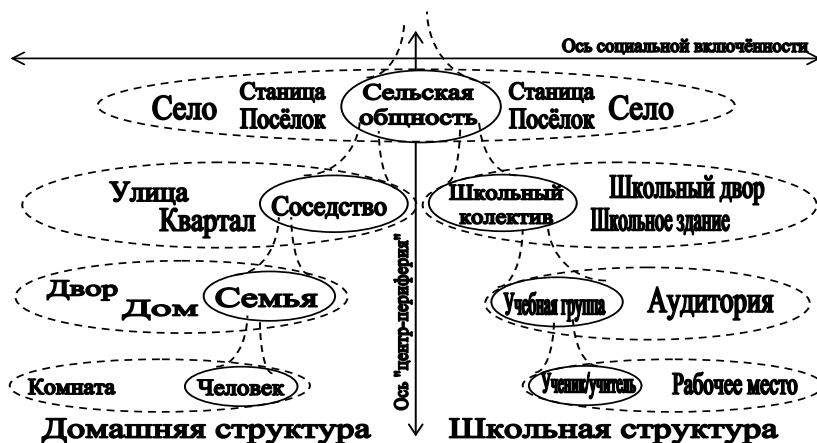 Ось социальной включённости
Село
Станица
Посёлок
Сельская
общность
Станица
Посёлок
Село
Улица
Квартал
Соседство
Школьный
колектив
Школьный двор
Школьное здание
Двор
Дом
Семья
Ось "центр-периферия"
Учебная группа
Аудитория
Комната
Человек
Ученик/учитель
Рабочее место
Домашняя структура
Школьная структура